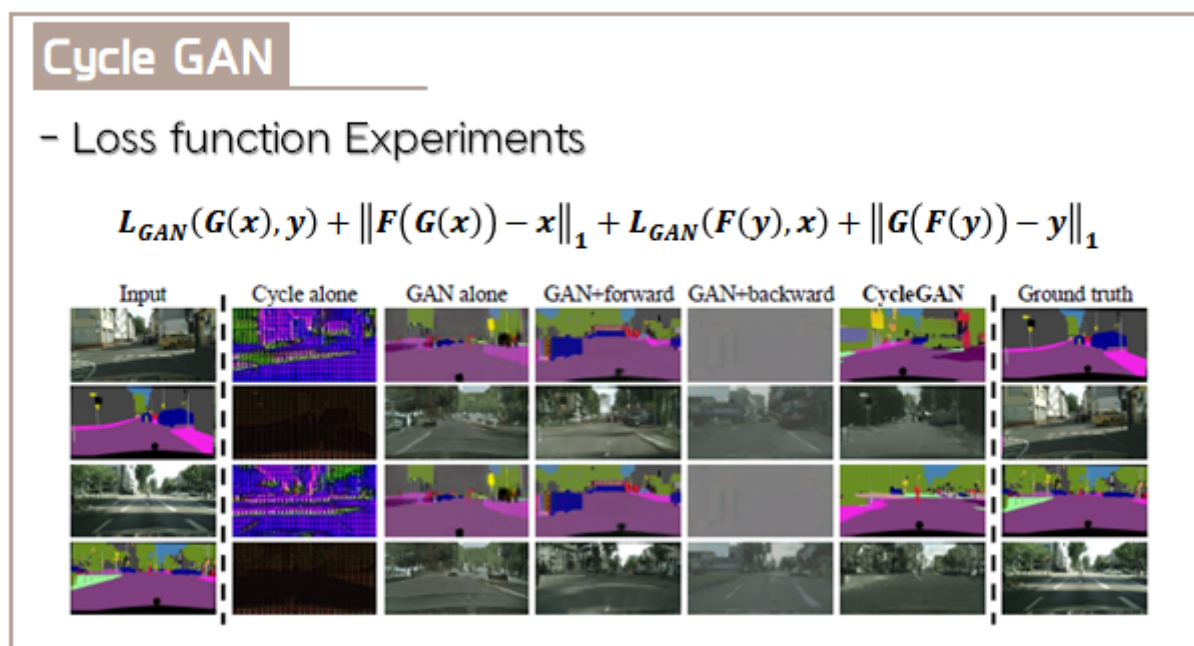 Cycle GAN
- Loss function Experiments
L_GAN(G(x), y) + ‖F(G(x)) − x‖₁ + L_GAN(F(y), x) + ‖G(F(y)) − y‖₁
Input Cycle alone GAN alone GAN+forward GAN+backward CycleGAN Ground truth